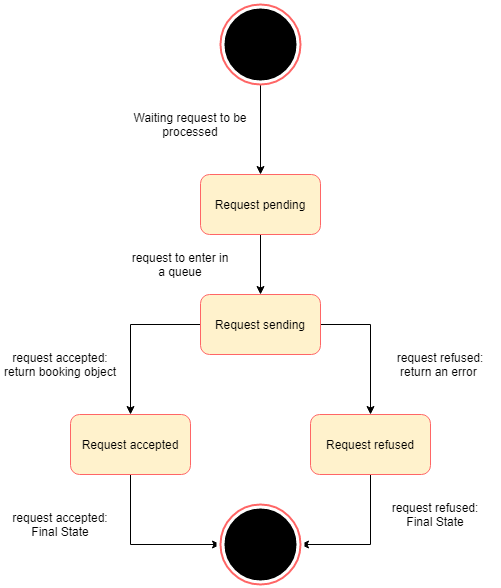 Waiting request to be
processed
Request pending
request to enter in
a queue
Request sending
request accepted:
return booking object
request refused:
return an error
Request accepted
Request refused
request accepted:
Final State
request refused:
Final State